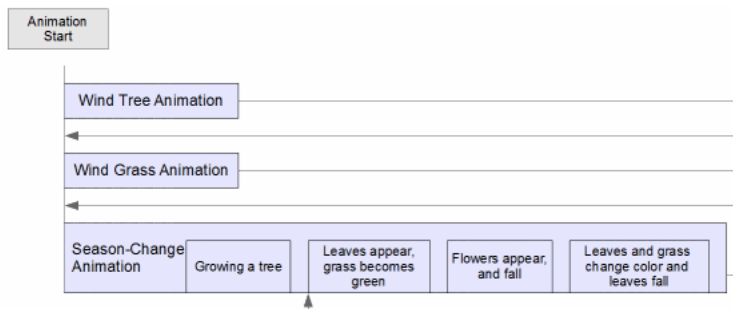 Animation
Start
Wind Tree Animation
Wind Grass Animation
Season-Change
Animation
Growing a tree
Leaves appear,
grass becomes
green
Flowers appear,
and fall
Leaves and grass
change color and
leaves fall